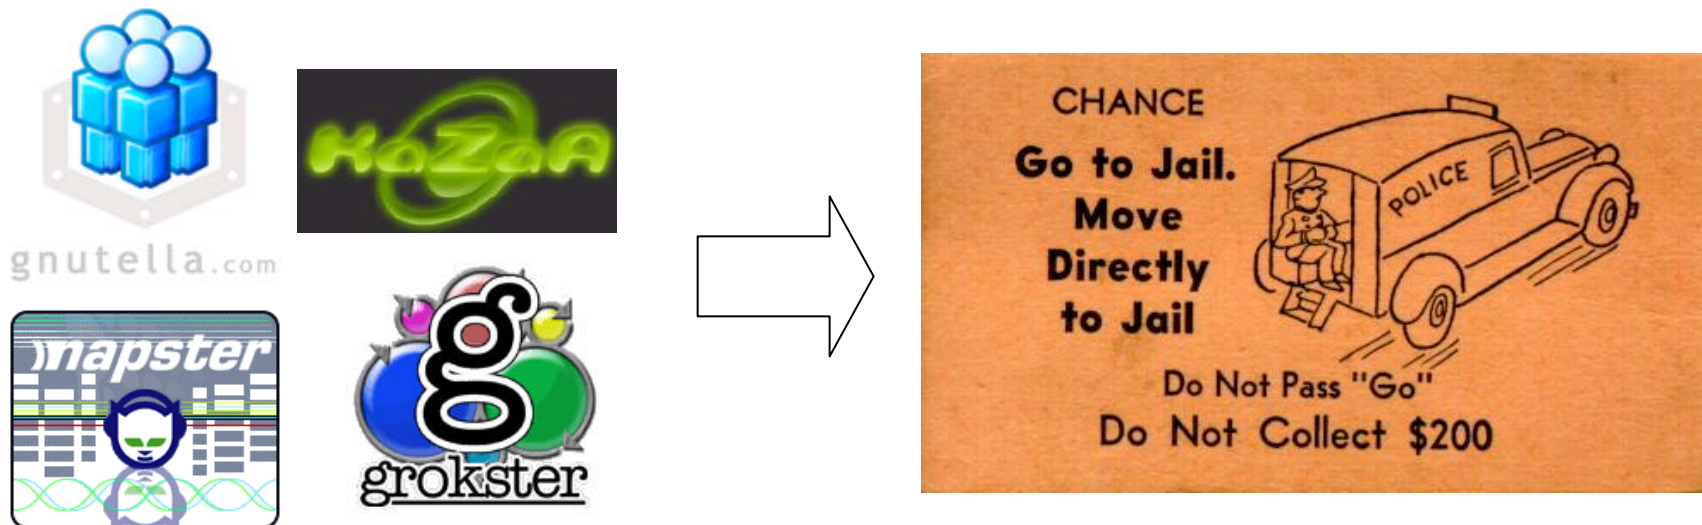 gnutella.com
KaZaA
napster
grokster
CHANCE
Go to Jail.
Move
Directly
to Jail
POLICE
Do Not Pass "Go"
Do Not Collect $200